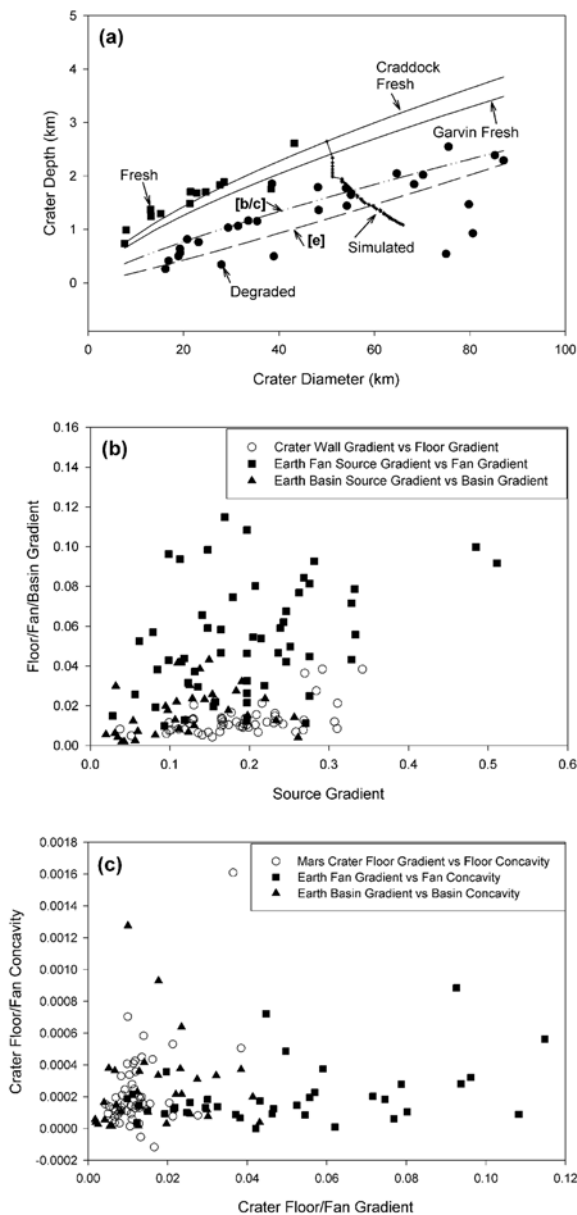 (a)
Crater Depth (km)
5
4
3
2
1
0
Craddock
Fresh
Garvin Fresh
Fresh
[b/c]
[e]
Simulated
Degraded
0 20 40 60 80 100
Crater Diameter (km)
(b)
Crater Wall Gradient vs Floor Gradient
Earth Fan Source Gradient vs Fan Gradient
Earth Basin Source Gradient vs Basin Gradient
Floor/Fan/Basin Gradient
0.16
0.14
0.12
0.10
0.08
0.06
0.04
0.02
0.00
0.0 0.1 0.2 0.3 0.4 0.5 0.6
Source Gradient
(c)
Mars Crater Floor Gradient vs Floor Concavity
Earth Fan Gradient vs Fan Concavity
Earth Basin Gradient vs Basin Concavity
Crater Floor/Fan Concavity
0.0018
0.0016
0.0014
0.0012
0.0010
0.0008
0.0006
0.0004
0.0002
0.0000
-0.0002
0.00 0.02 0.04 0.06 0.08 0.10 0.12
Crater Floor/Fan Gradient